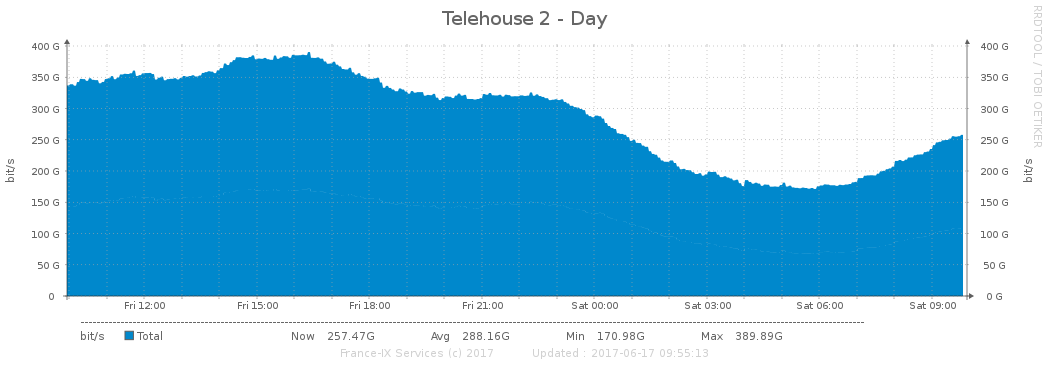 Telehouse 2 - Day
RRDTOOL / TOBI OETIKER
400 G 400 G
350 G 350 G
300 G 300 G
250 G 250 G
200 G 200 G
150 G 150 G
100 G 100 G
50 G 50 G
0 0 G
bit/s bit/s
Fri 12:00 Fri 15:00 Fri 18:00 Fri 21:00 Sat 00:00 Sat 03:00 Sat 06:00 Sat 09:00
bit/s Total Now 257.47G Avg 288.16G Min 170.98G Max 389.89G
France-IX Services (c) 2017 Updated : 2017-06-17 09:55:13